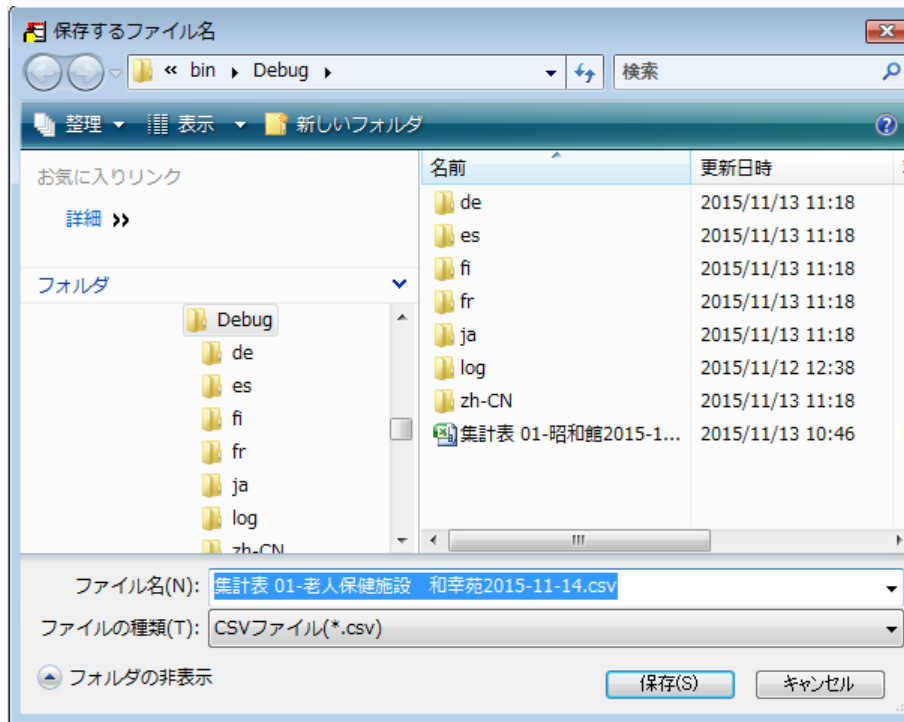 保存するファイル名
« bin ▸ Debug ▸ 検索
整理 表示 新しいフォルダ
お気に入りリンク
詳細 »
フォルダ
Debug
de
es
fi
fr
ja
log
zh-CN
名前 更新日時
de 2015/11/13 11:18
es 2015/11/13 11:18
fi 2015/11/13 11:18
fr 2015/11/13 11:18
ja 2015/11/13 11:18
log 2015/11/12 12:38
zh-CN 2015/11/13 11:18
集計表 01-昭和館2015-1... 2015/11/13 10:46
ファイル名(N): 集計表 01-老人保健施設　和幸苑2015-11-14.csv
ファイルの種類(T): CSVファイル(*.csv)
フォルダの非表示 保存(S) キャンセル